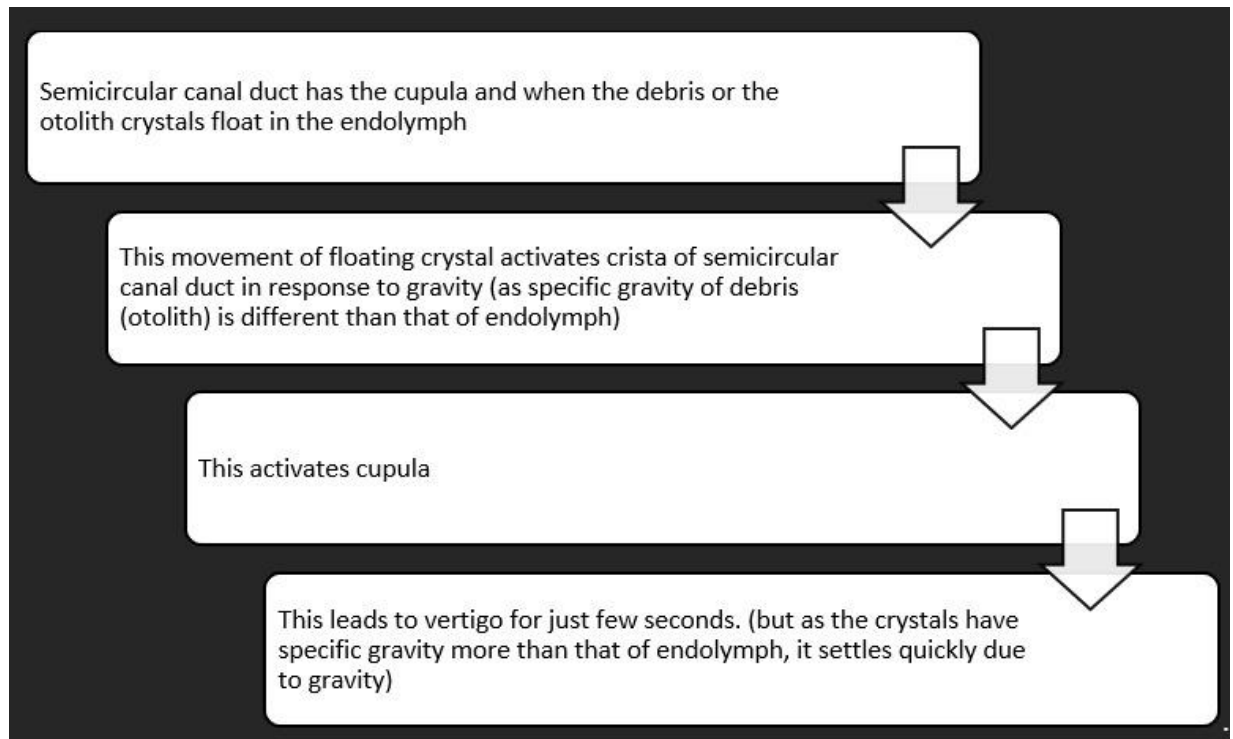 Semicircular canal duct has the cupula and when the debris or the
otolith crystals float in the endolymph
This movement of floating crystal activates crista of semicircular
canal duct in response to gravity (as specific gravity of debris
(otolith) is different than that of endolymph)
This activates cupula
This leads to vertigo for just few seconds. (but as the crystals have
specific gravity more than that of endolymph, it settles quickly due
to gravity)